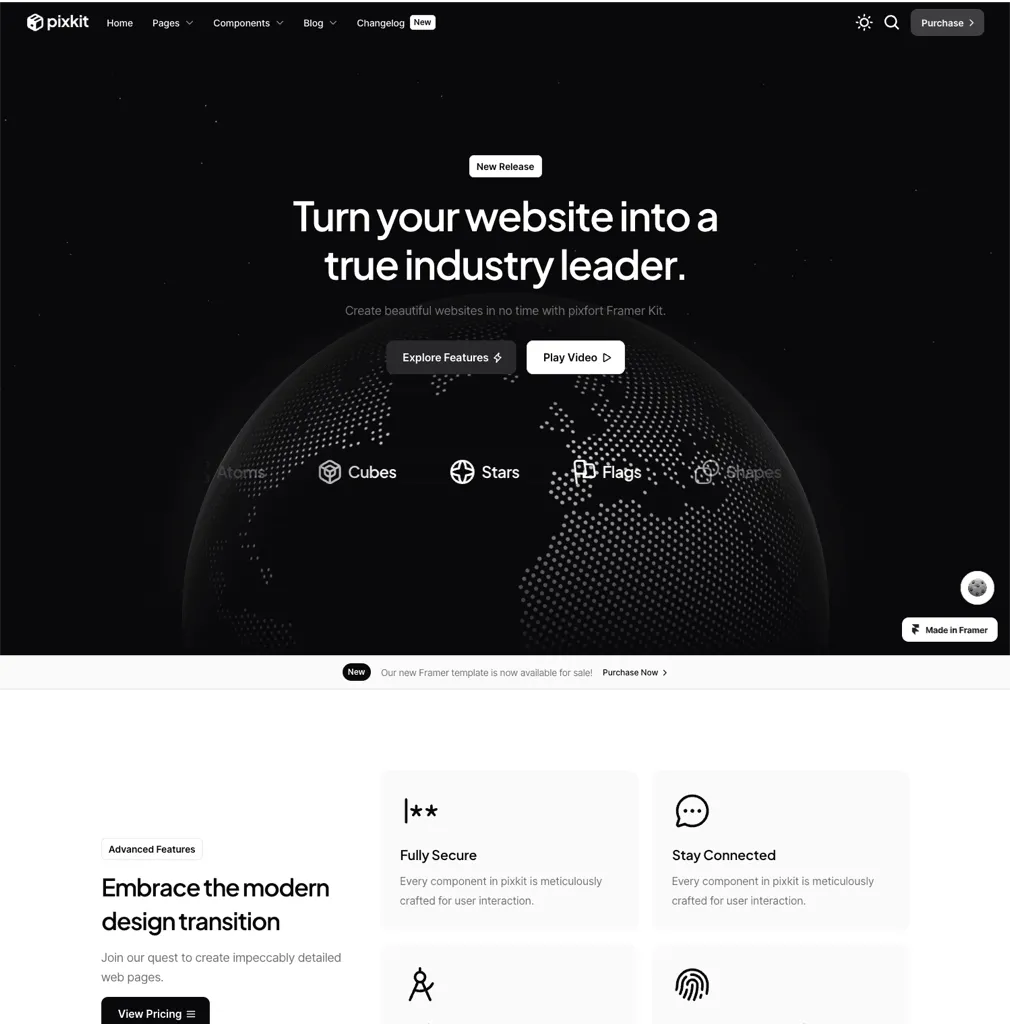 pixkit
Home
Pages
Components
Blog
Changelog
New
Purchase
New Release
Turn your website into a
true industry leader.
Create beautiful websites in no time with pixfort Framer Kit.
Explore Features
Play Video
Atoms
Cubes
Stars
Flags
Shapes
Made in Framer
New
Our new Framer template is now available for sale!
Purchase Now
Advanced Features
Embrace the modern
design transition
Join our quest to create impeccably detailed
web pages.
View Pricing
Fully Secure
Every component in pixkit is meticulously
crafted for user interaction.
Stay Connected
Every component in pixkit is meticulously
crafted for user interaction.